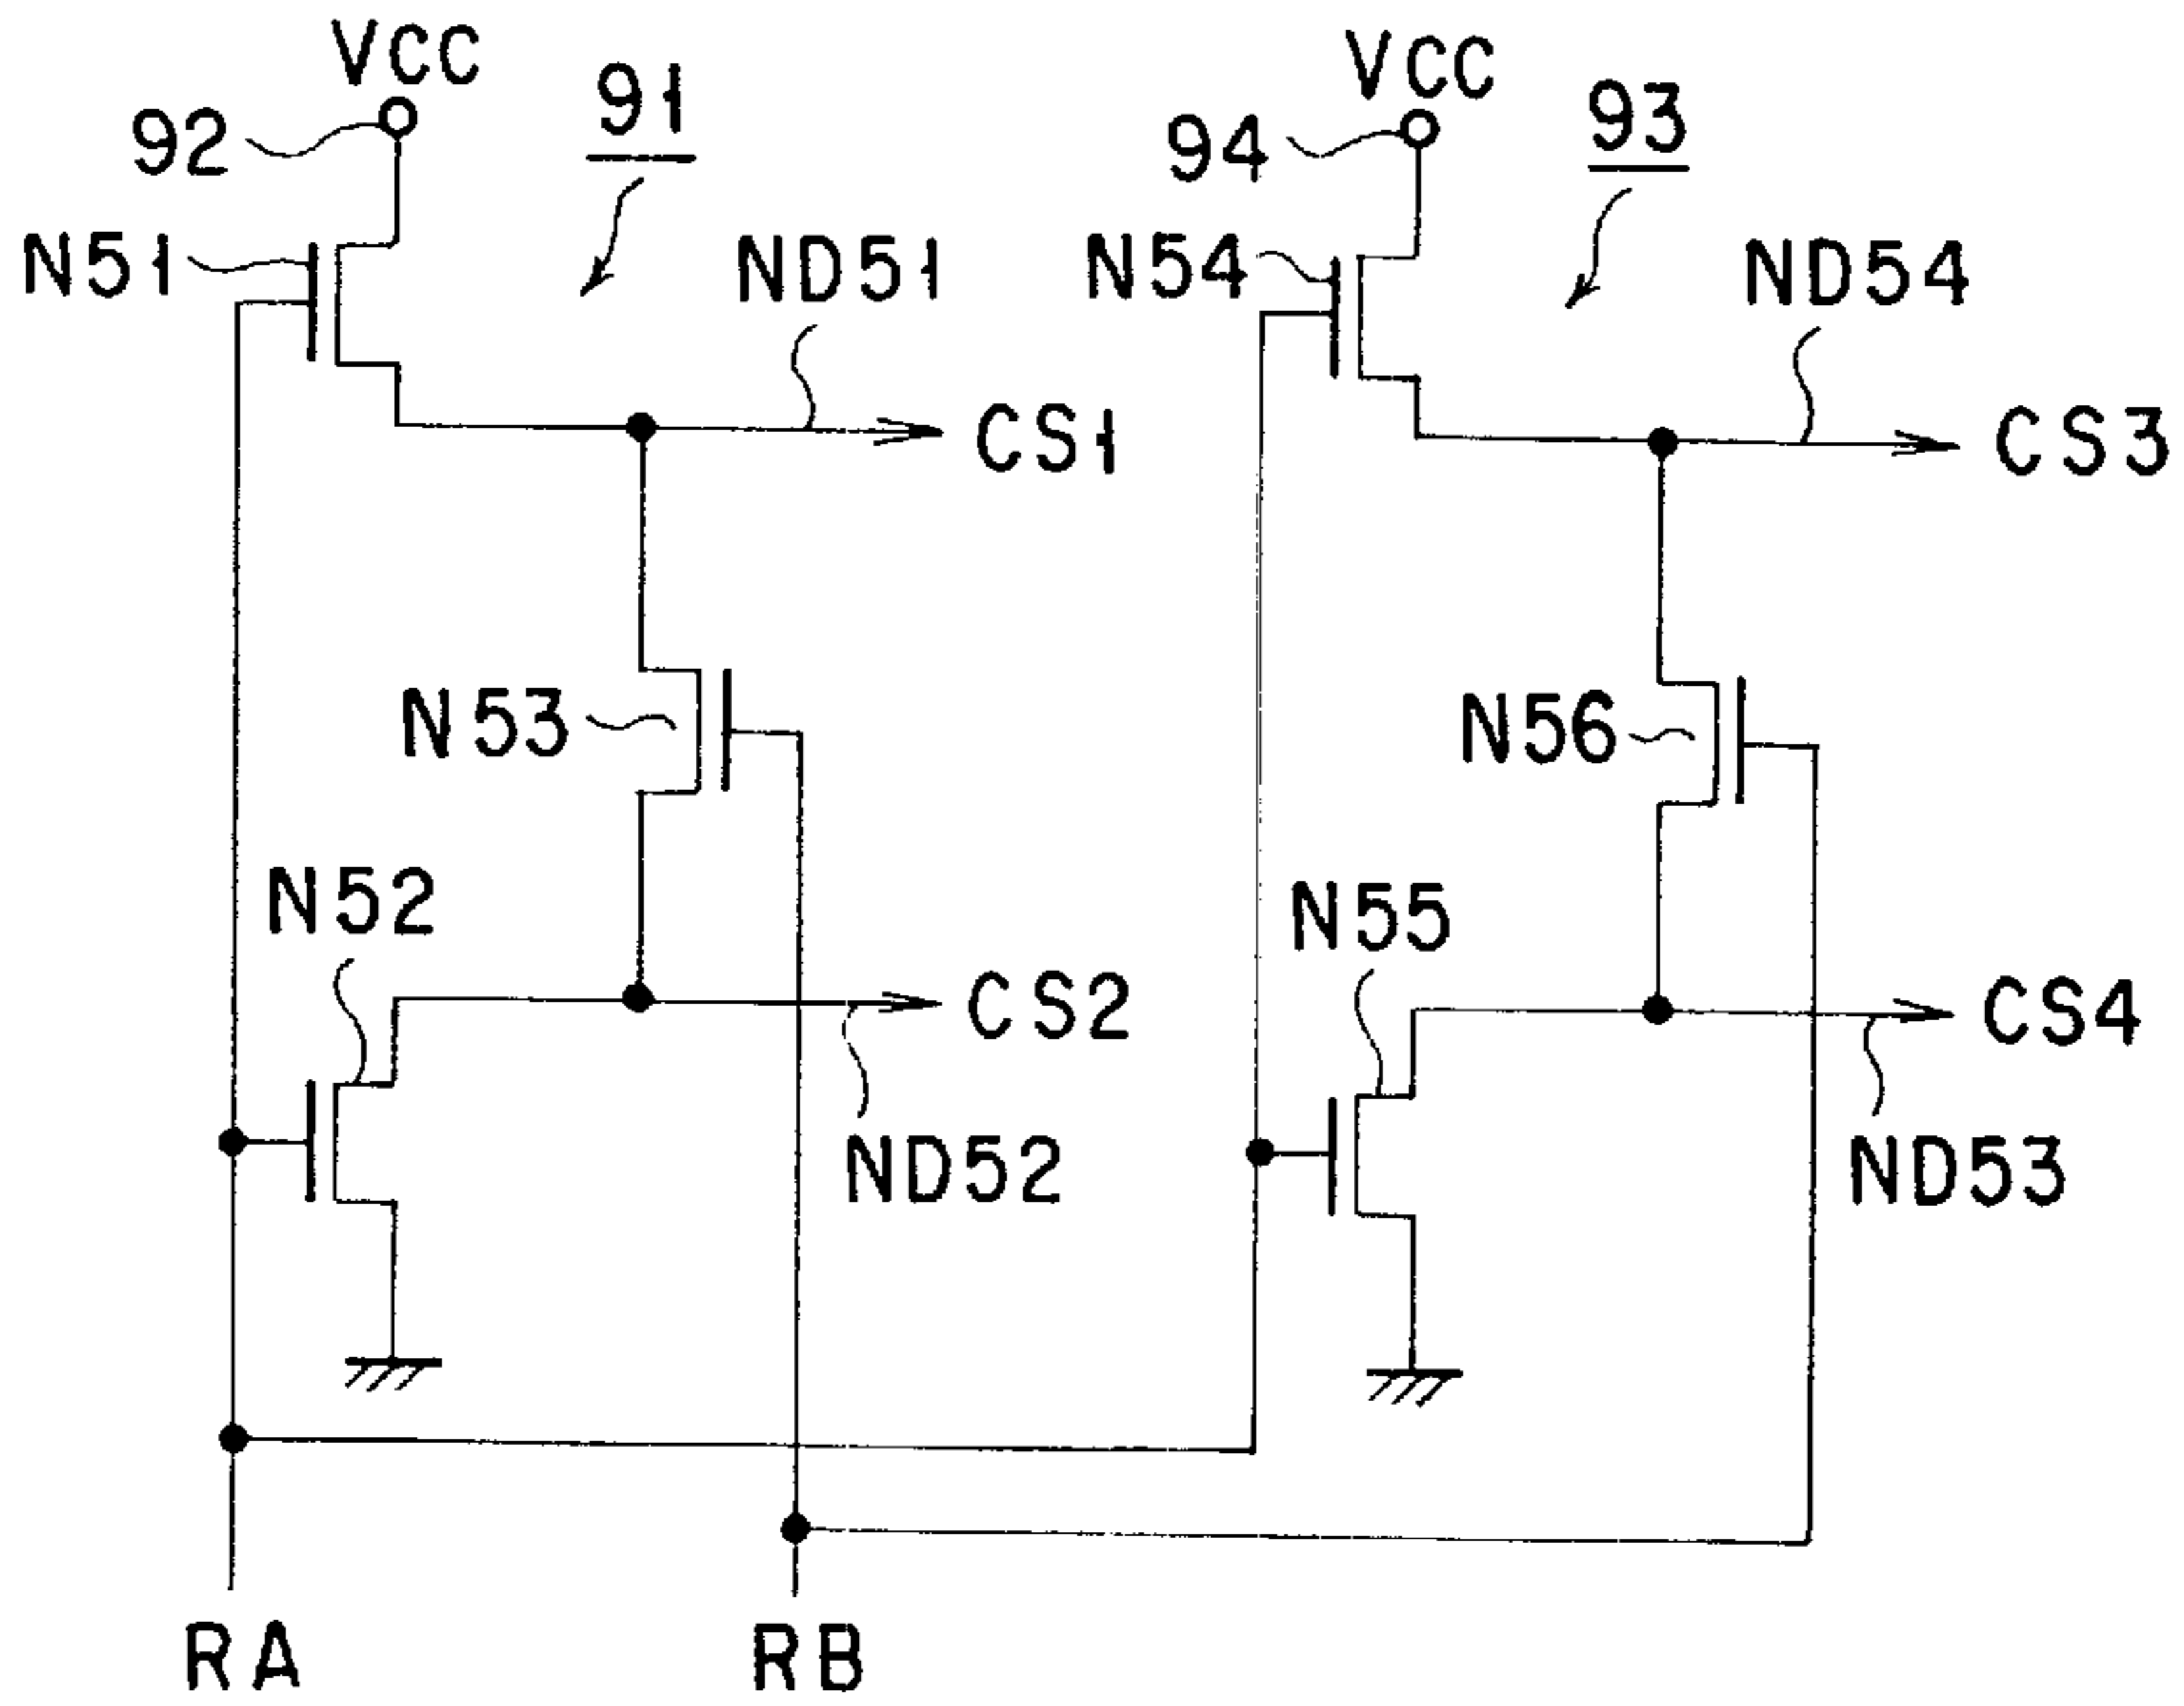 VCC
VCC
91
93
92
94
N51
ND51
N54
ND54
CS1
CS3
N53
N56
N52
N55
CS2
CS4
ND52
ND53
RA
RB